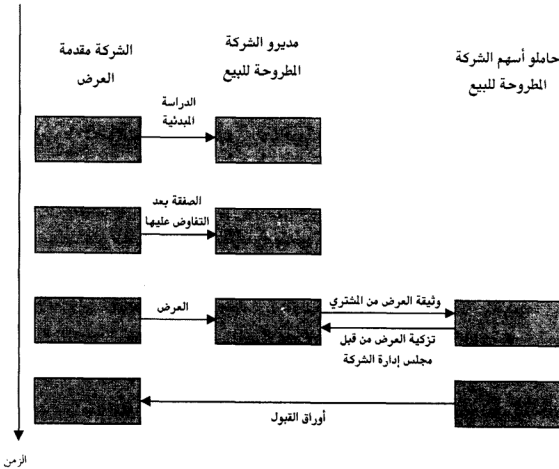 الشركة مقدمة
العرض
مديرو الشركة
المطروحة للبيع
حاملو أسهم الشركة
المطروحة للبيع
الدراسة
المبدئية
الصفقة بعد
التفاوض عليها
العرض
وثيقة العرض من المشتري
تزكية العرض من قبل
مجلس إدارة الشركة
أوراق القبول
الزمن